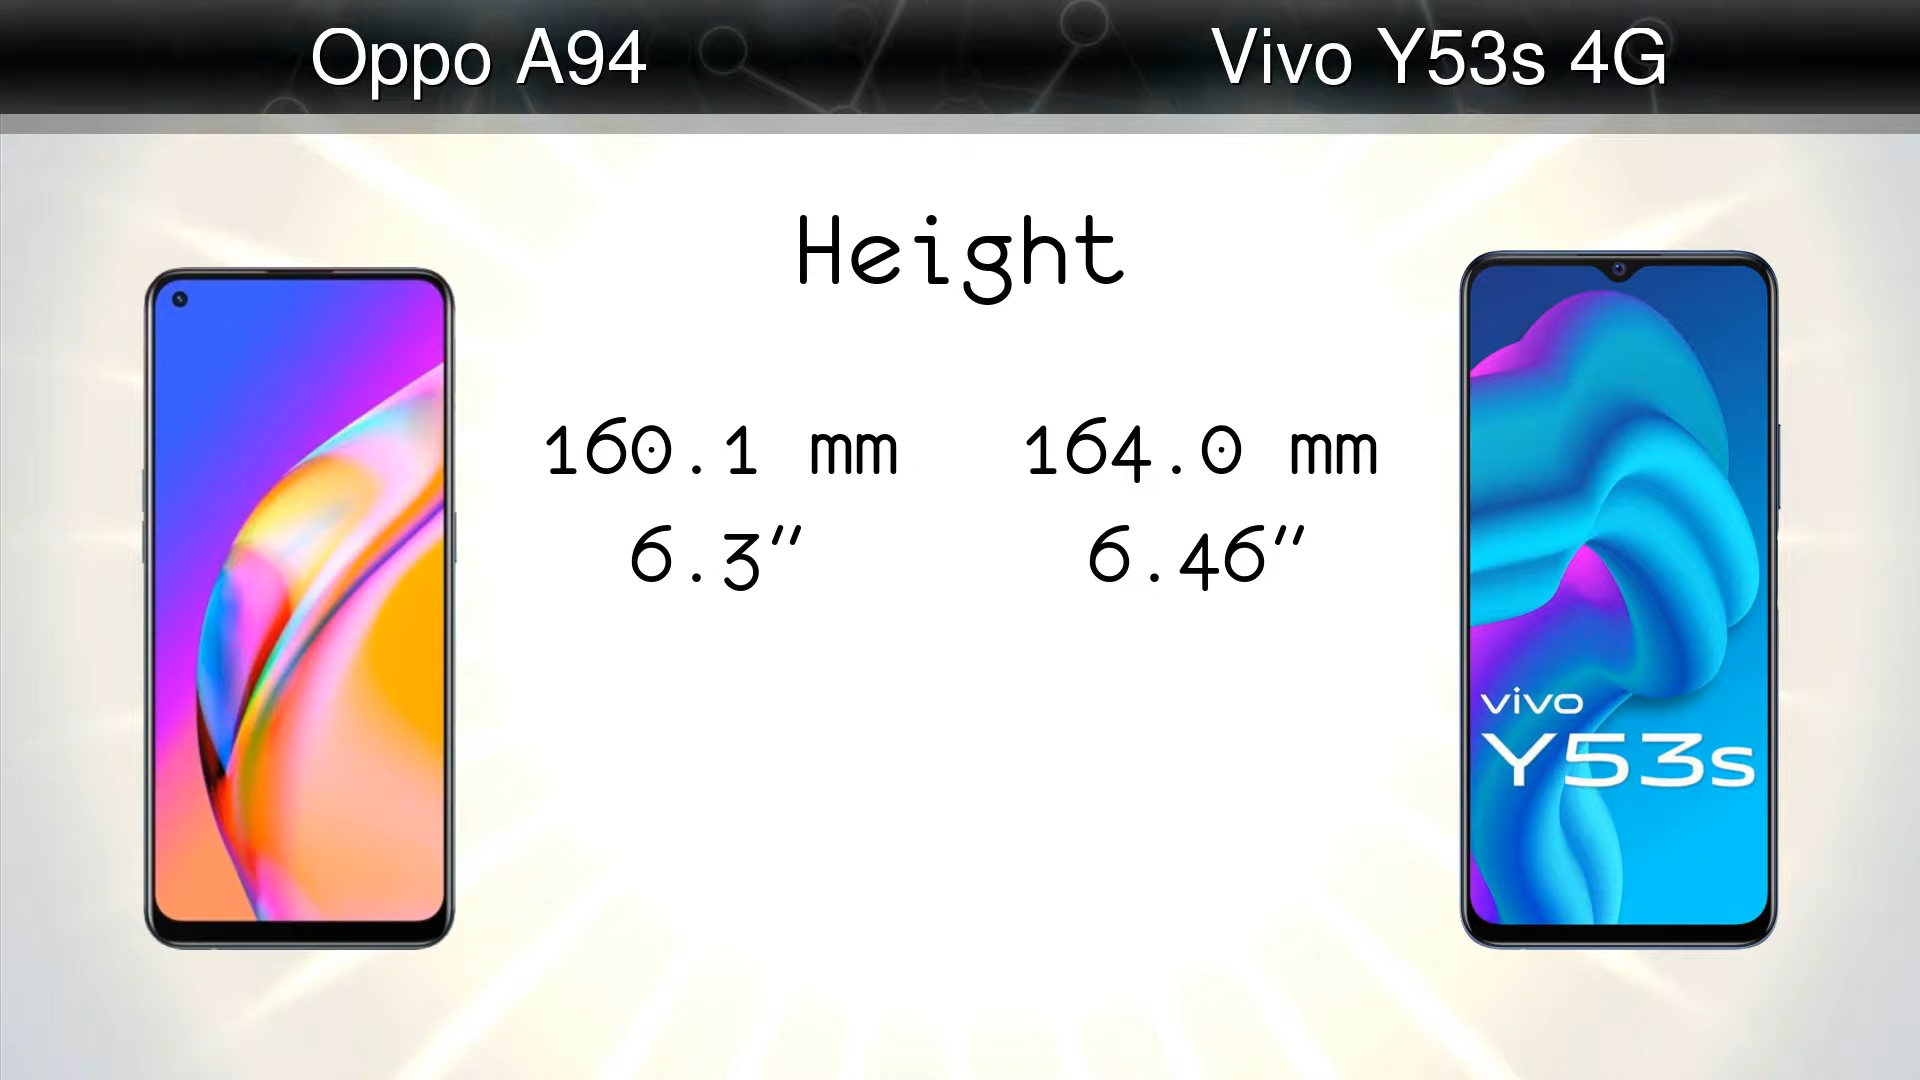 Oppo A94
Vivo Y53s 4G
Height
160.1 mm
164.0 mm
6.3"
6.46"
vivo
Y53s